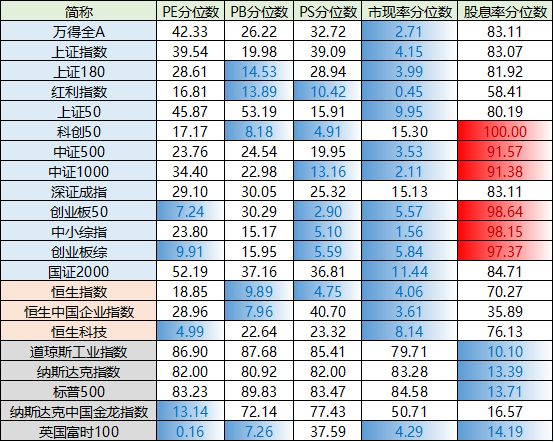 简称 PE分位数 PB分位数 PS分位数 市现率分位数 股息率分位数
万得全A 42.33 26.22 32.72 2.71 83.11
上证指数 39.54 19.98 39.09 4.15 83.07
上证180 28.61 14.53 28.94 3.99 81.92
红利指数 16.81 13.89 10.42 0.45 58.41
上证50 45.87 53.19 15.91 9.95 80.19
科创50 17.17 8.18 4.91 15.30 100.00
中证500 23.76 24.54 19.95 3.53 91.57
中证1000 34.40 22.98 13.16 2.11 91.38
深证成指 29.10 30.05 25.32 15.13 83.11
创业板50 7.24 30.29 2.90 5.57 98.64
中小综指 23.80 15.17 5.10 1.56 98.15
创业板综 9.91 15.95 5.59 5.84 97.37
国证2000 52.19 37.16 36.81 11.44 84.71
恒生指数 18.85 9.89 4.75 4.06 70.27
恒生中国企业指数 28.96 7.96 40.70 3.61 35.89
恒生科技 4.99 22.64 23.32 8.14 76.13
道琼斯工业指数 86.90 87.68 85.41 79.71 10.10
纳斯达克指数 82.00 80.92 82.00 83.28 13.39
标普500 83.23 89.83 83.47 84.58 13.71
纳斯达克中国金龙指数 13.14 72.14 77.43 50.71 16.57
英国富时100 0.16 7.26 37.59 4.29 14.19